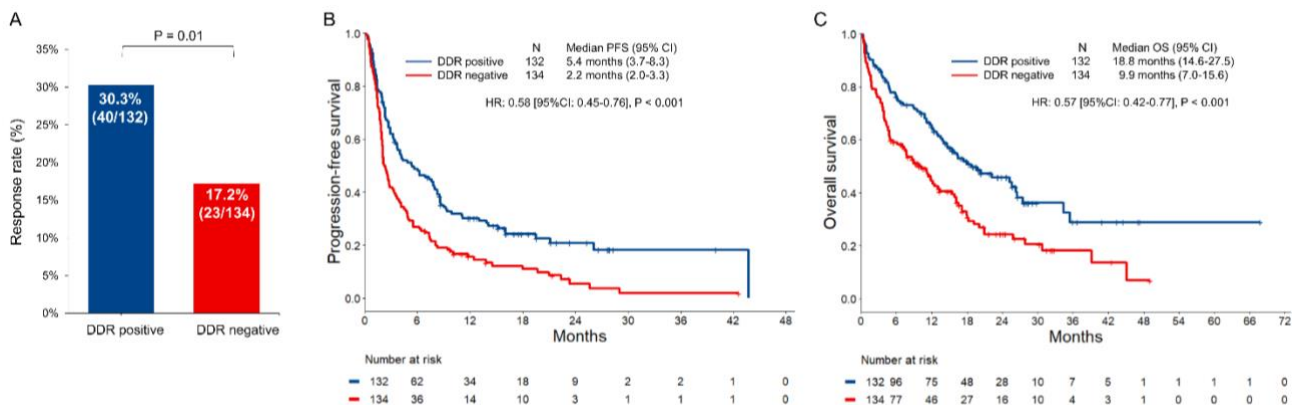 A
P = 0.01
35%
30%
25%
20%
15%
10%
5%
0%
Response rate (%)
30.3%
(40/132)
17.2%
(23/134)
DDR positive DDR negative
B
N Median PFS (95% CI)
DDR positive 132 5.4 months (3.7-8.3)
DDR negative 134 2.2 months (2.0-3.3)
HR: 0.58 [95%CI: 0.45-0.76], P < 0.001
Progression-free survival
1.0
0.8
0.6
0.4
0.2
0.0
0 6 12 18 24 30 36 42 48
Months
Number at risk
132 62 34 18 9 2 2 1 0
134 36 14 10 3 1 1 1 0
C
N Median OS (95% CI)
DDR positive 132 18.8 months (14.6-27.5)
DDR negative 134 9.9 months (7.0-15.6)
HR: 0.57 [95%CI: 0.42-0.77], P < 0.001
Overall survival
1.0
0.8
0.6
0.4
0.2
0.0
0 6 12 18 24 30 36 42 48 54 60 66 72
Months
Number at risk
132 96 75 48 28 10 7 5 1 1 1 1 0
134 77 46 27 16 10 4 3 1 0 0 0 0